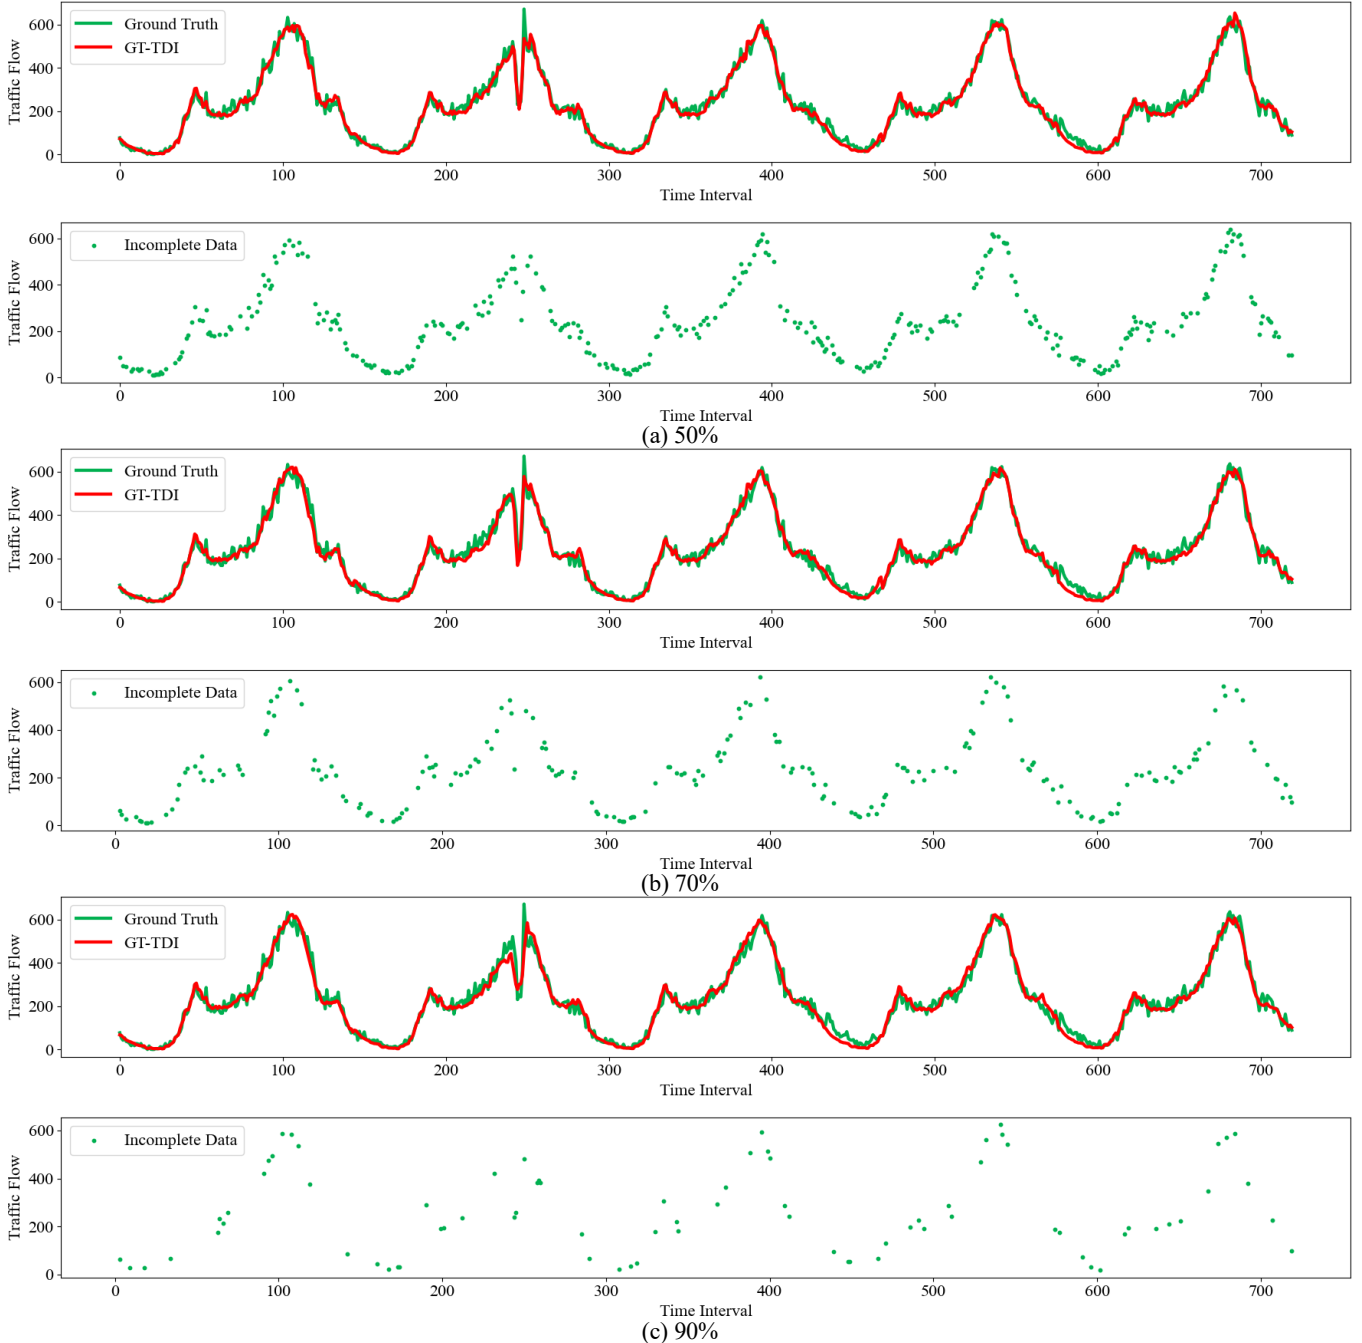 Ground Truth
GT-TDI
Traffic Flow
600
400
200
0
0 100 200 300 400 500 600 700
Time Interval
Incomplete Data
Traffic Flow
600
400
200
0
0 100 200 300 400 500 600 700
Time Interval
(a) 50%
Ground Truth
GT-TDI
Traffic Flow
600
400
200
0
0 100 200 300 400 500 600 700
Time Interval
Incomplete Data
Traffic Flow
600
400
200
0
0 100 200 300 400 500 600 700
Time Interval
(b) 70%
Ground Truth
GT-TDI
Traffic Flow
600
400
200
0
0 100 200 300 400 500 600 700
Time Interval
Incomplete Data
Traffic Flow
600
400
200
0
0 100 200 300 400 500 600 700
Time Interval
(c) 90%